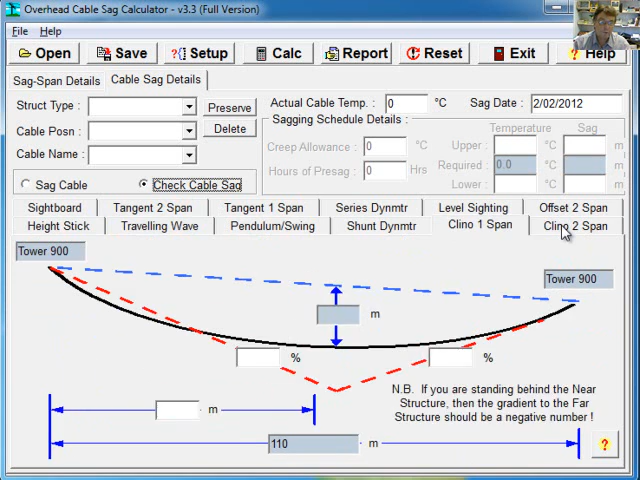 Overhead Cable Sag Calculator - v3.3 (Full Version)
File Help
Open Save Setup Calc Report Reset Exit Help
Sag-Span Details Cable Sag Details
Struct Type :
Cable Posn :
Cable Name :
Preserve
Delete
Actual Cable Temp. : 0 °C Sag Date : 2/02/2012
Sagging Schedule Details :
Temperature Sag
Creep Allowance : 0 °C
Hours of Presag : 0 Hrs
Upper : °C m
Required : 0.0 °C m
Lower : °C m
Sag Cable Check Cable Sag
Sightboard Tangent 2 Span Tangent 1 Span Series Dynmtr Level Sighting Offset 2 Span
Height Stick Travelling Wave Pendulum/Swing Shunt Dynmtr Clino 1 Span Clino 2 Span
Tower 900
Tower 900
m
% %
N.B. If you are standing behind the Near
Structure, then the gradient to the Far
Structure should be a negative number !
m
110 m
?